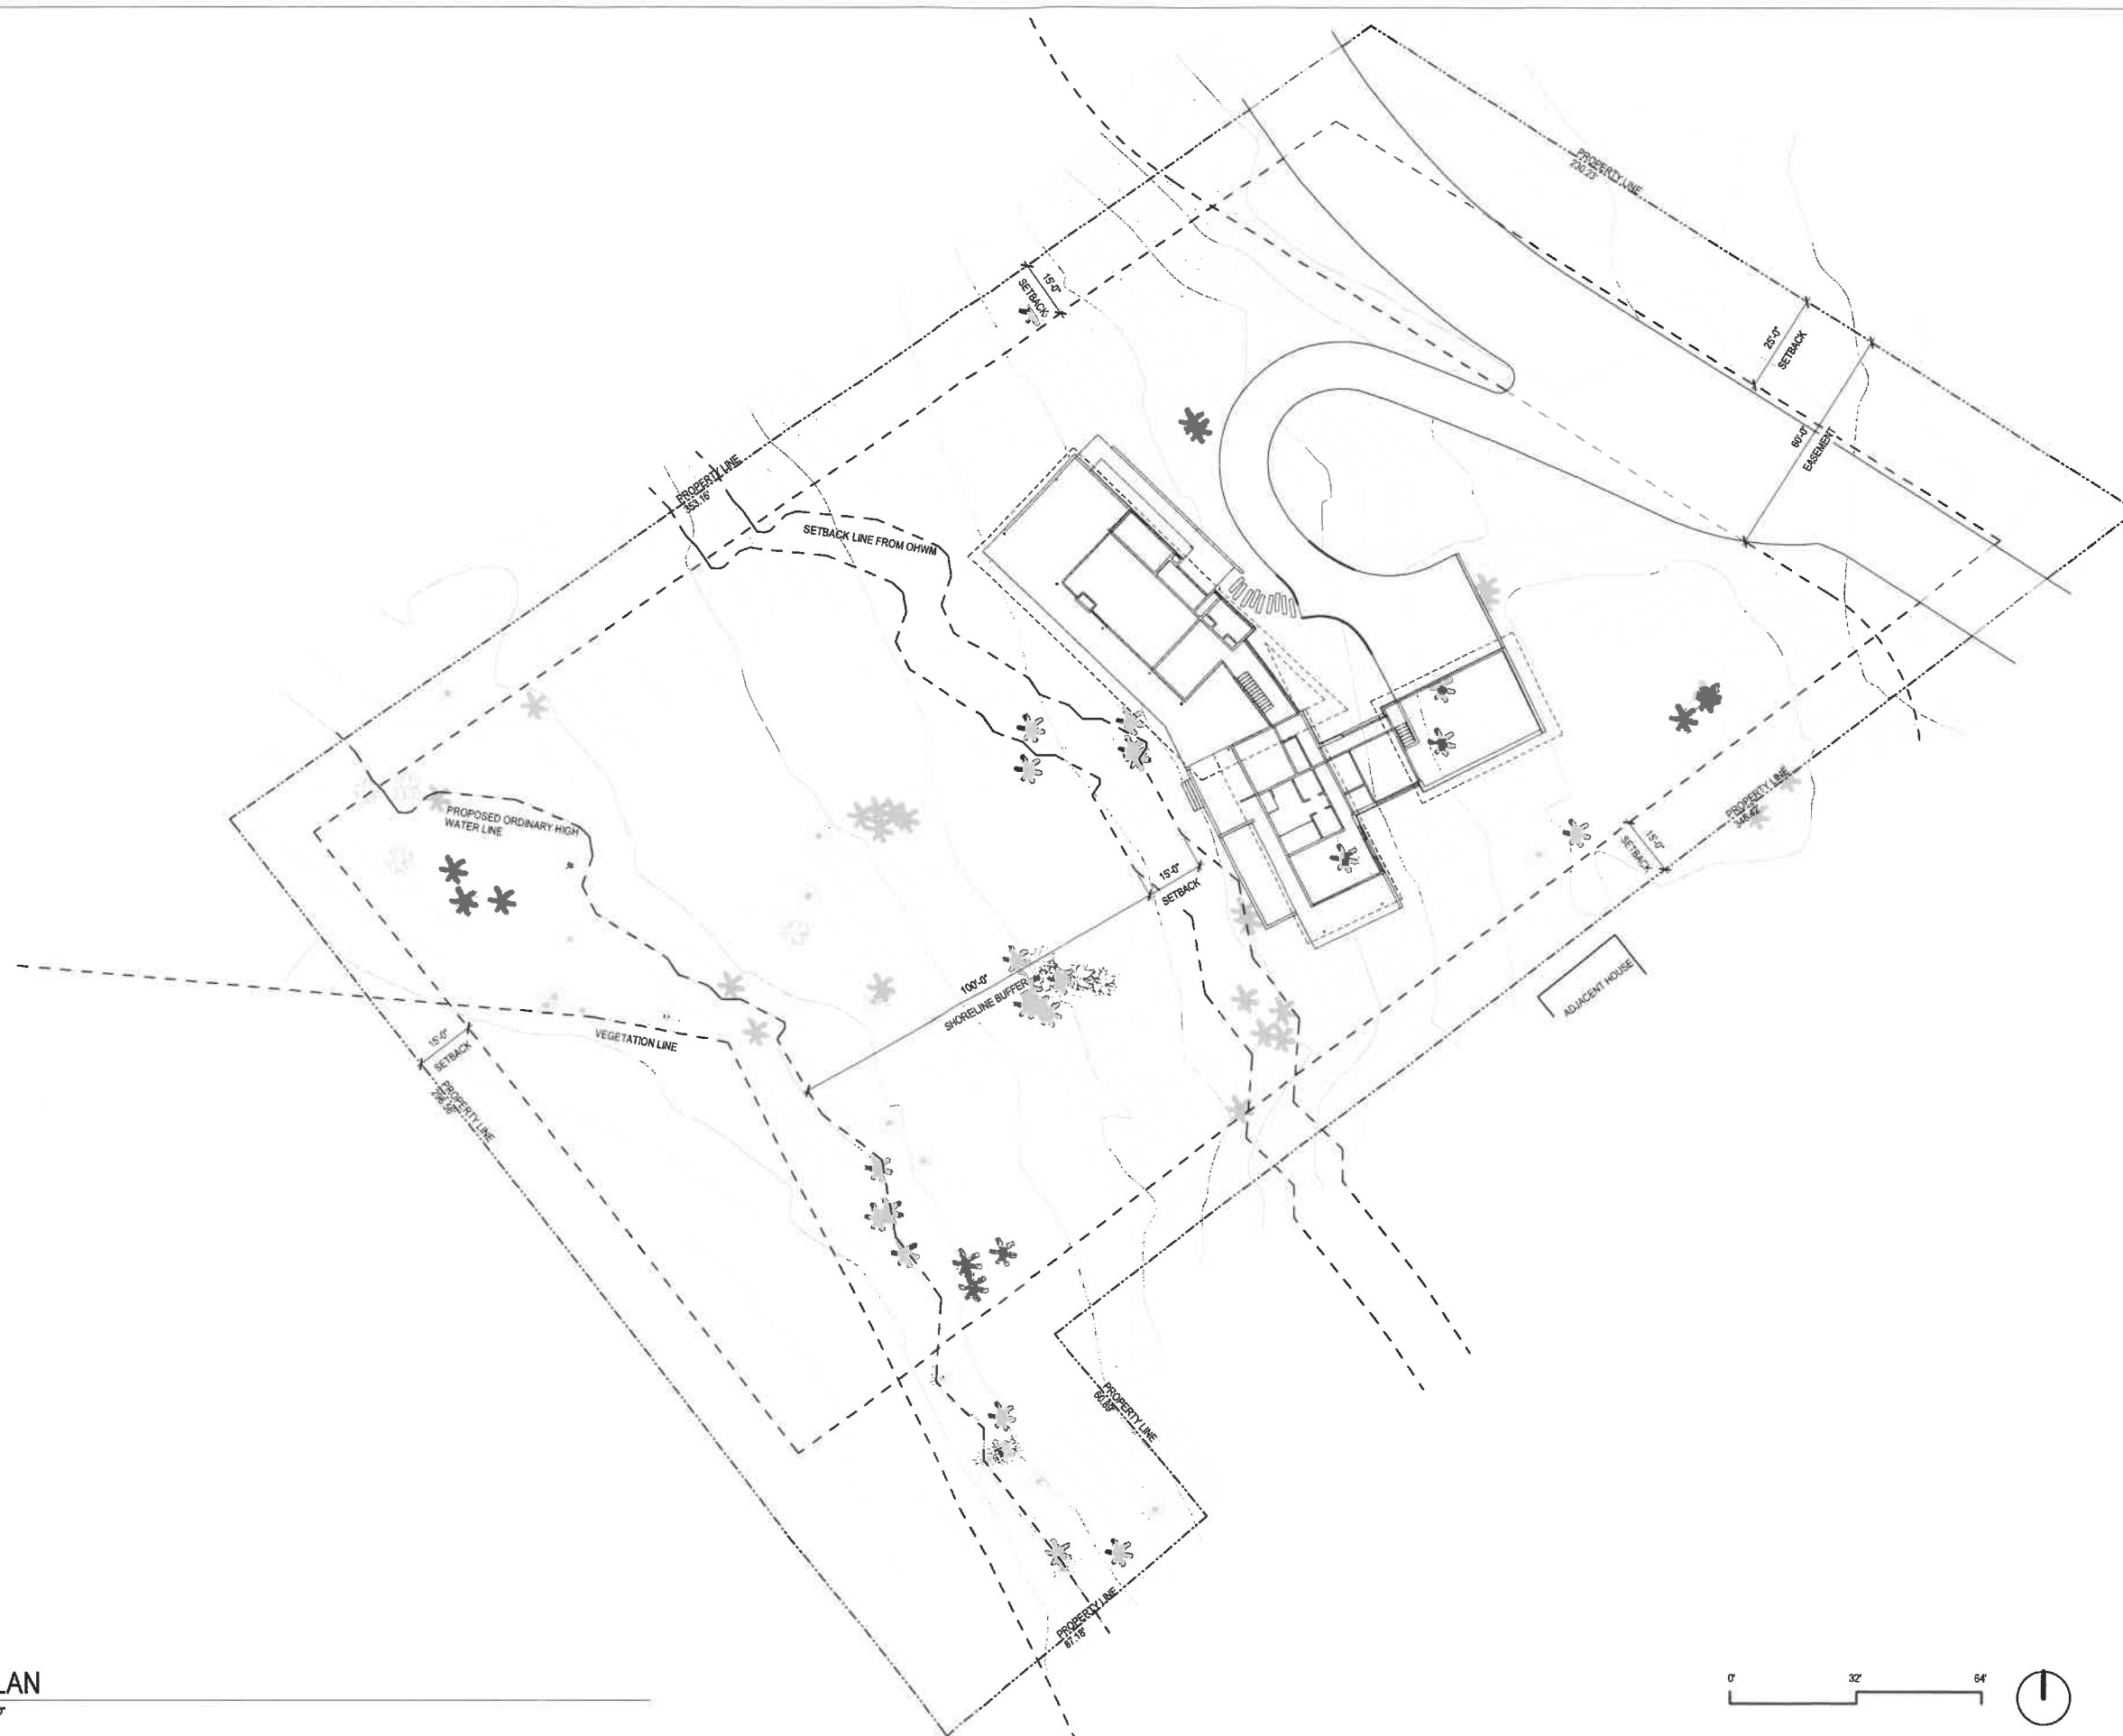 PROPERTY LINE
230.23'
15'-0"
SETBACK
25'-0"
SETBACK
60'-0"
EASEMENT
PROPERTY LINE
353.16'
SETBACK LINE FROM OHWM
PROPOSED ORDINARY HIGH
WATER LINE
PROPERTY LINE
346.42'
15'-0"
SETBACK
15'-0"
SETBACK
100'-0"
SHORELINE BUFFER
ADJACENT HOUSE
VEGETATION LINE
15'-0"
SETBACK
PROPERTY LINE
PROPERTY LINE
60.89'
PROPERTY LINE
87.18'
LAN
0' 32' 64'